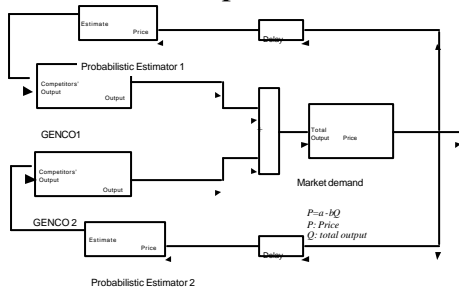 Estimate
Price
Delay
Probabilistic Estimator 1
Competitors'
Output
Output
GENCO1
+
Total
Output
Price
Market demand
Competitors'
Output
Output
GENCO 2
P=a-bQ
P: Price
Q: total output
Estimate
Price
Delay
Probabilistic Estimator 2